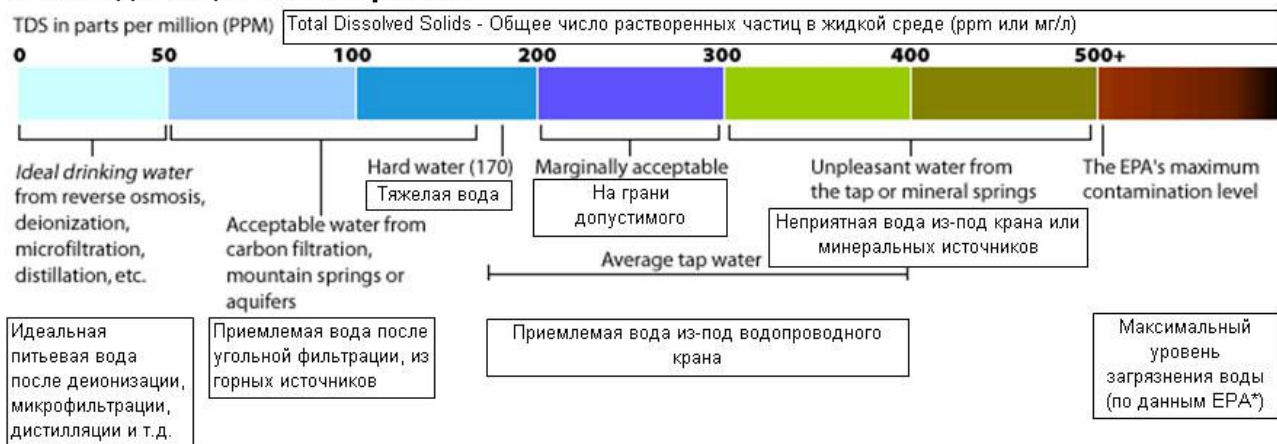 TDS in parts per million (PPM)
Total Dissolved Solids - Общее число растворенных частиц в жидкой среде (ppm или мг/л)
0 50 100 200 300 400 500+
Ideal drinking water
from reverse osmosis,
deionization,
microfiltration,
distillation, etc.
Acceptable water from
carbon filtration,
mountain springs or
aquifers
Hard water (170)
Тяжелая вода
Marginally acceptable
На грани
допустимого
Unpleasant water from
the tap or mineral springs
Неприятная вода из-под крана или
минеральных источников
The EPA's maximum
contamination level
Average tap water
Идеальная
питьевая вода
после деионизации,
микрофильтрации,
дистилляции и т.д.
Приемлемая вода после
угольной фильтрации, из
горных источников
Приемлемая вода из-под водопроводного
крана
Максимальный
уровень
загрязнения воды
(по данным EPA*)